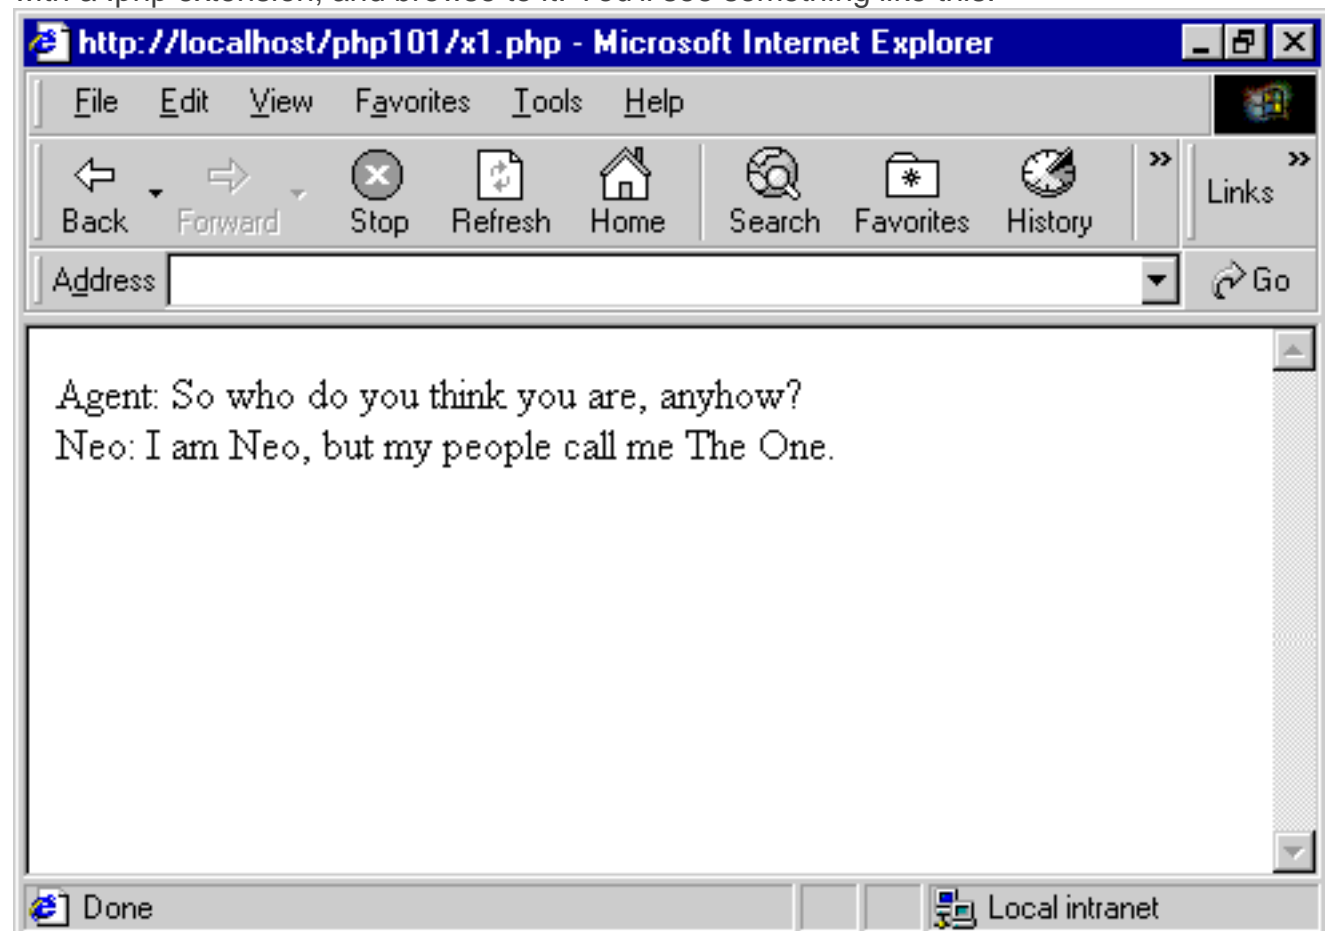 with a .php extension, and browse to it. You'll see something like this:
http://localhost/php101/x1.php - Microsoft Internet Explorer
File Edit View Favorites Tools Help
Back Forward Stop Refresh Home Search Favorites History » Links »
Address Go
Agent: So who do you think you are, anyhow?
Neo: I am Neo, but my people call me The One.
Done Local intranet